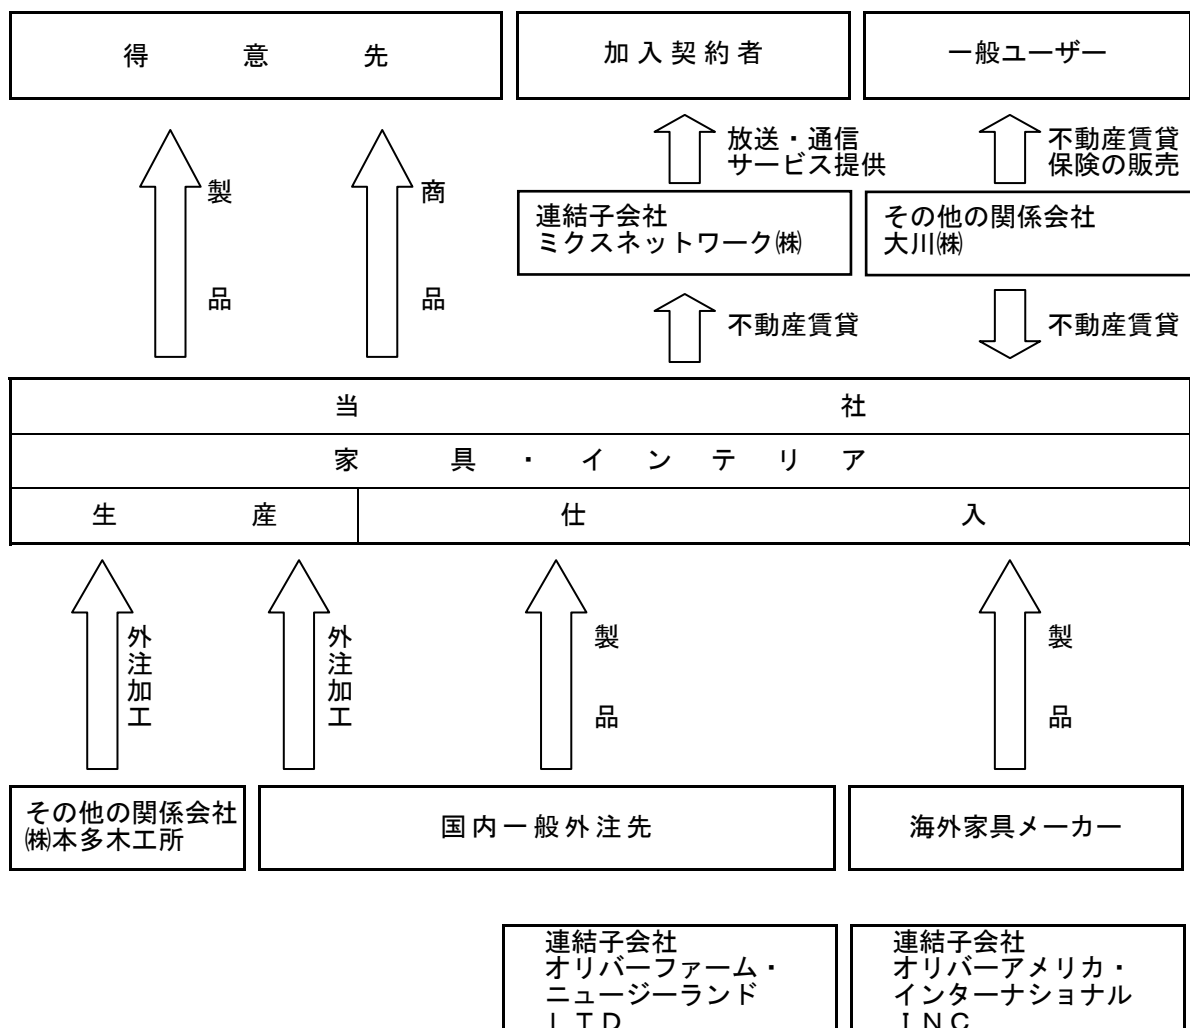 得意先
加入契約者
一般ユーザー
製品
商品
放送・通信
サービス提供
不動産賃貸
保険の販売
連結子会社
ミクスネットワーク㈱
その他の関係会社
大川㈱
不動産賃貸
不動産賃貸
当社
家具・インテリア
生産
仕入
外注加工
外注加工
製品
製品
その他の関係会社
㈱本多木工所
国内一般外注先
海外家具メーカー
連結子会社
オリバーファーム・
ニュージーランド
ＬＴＤ
連結子会社
オリバーアメリカ・
インターナショナル
ＩＮＣ